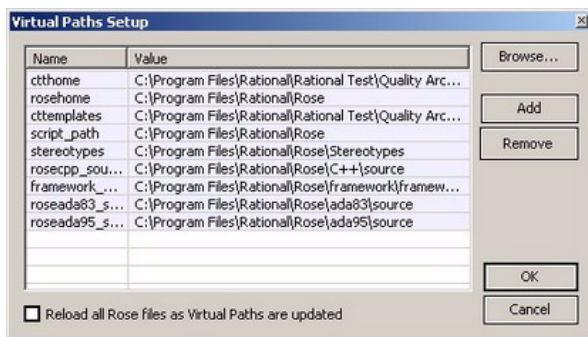 Virtual Paths Setup
Name Value
ctthome C:\Program Files\Rational\Rational Test\Quality Arc...
rosehome C:\Program Files\Rational\Rose
cttemplates C:\Program Files\Rational\Rational Test\Quality Arc...
script_path C:\Program Files\Rational\Rose
stereotypes C:\Program Files\Rational\Rose\Stereotypes
rosecpp_sou... C:\Program Files\Rational\Rose\C++\source
framework_... C:\Program Files\Rational\Rose\framework\framew...
roseada83_s... C:\Program Files\Rational\Rose\ada83\source
roseada95_s... C:\Program Files\Rational\Rose\ada95\source
Browse...
Add
Remove
OK
Cancel
Reload all Rose files as Virtual Paths are updated